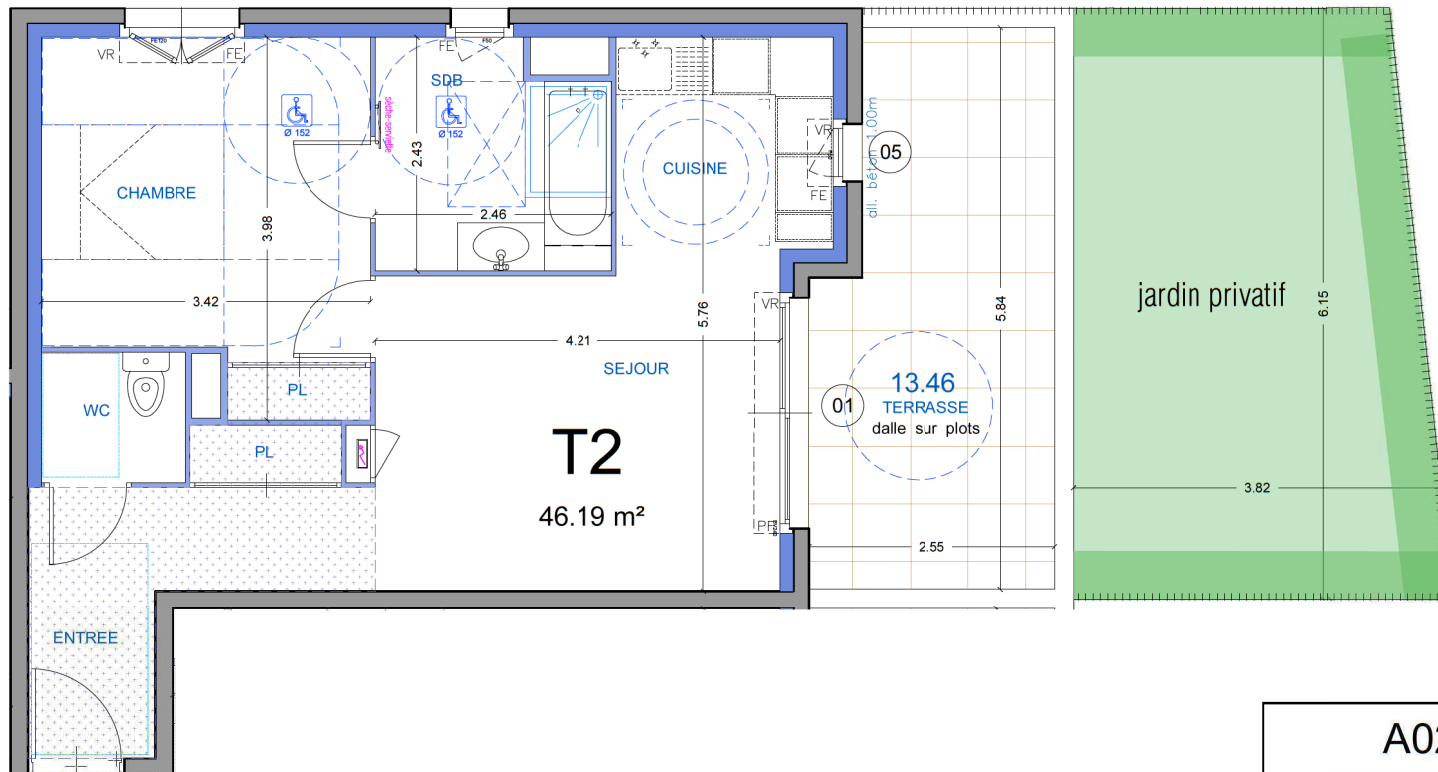 FE120
VR
FE
FE
F50
SDB
Ø 152
Ø 152
sèche-serviette
2.43
2.46
CUISINE
CHAMBRE
3.98
3.42
VR
FE
05
all. béton 1.00m
5.84
5.76
4.21
SEJOUR
VR
PF
01
13.46
TERRASSE
dalle sur plots
2.55
jardin privatif
6.15
3.82
WC
PL
PL
T2
46.19 m²
ENTREE
A02